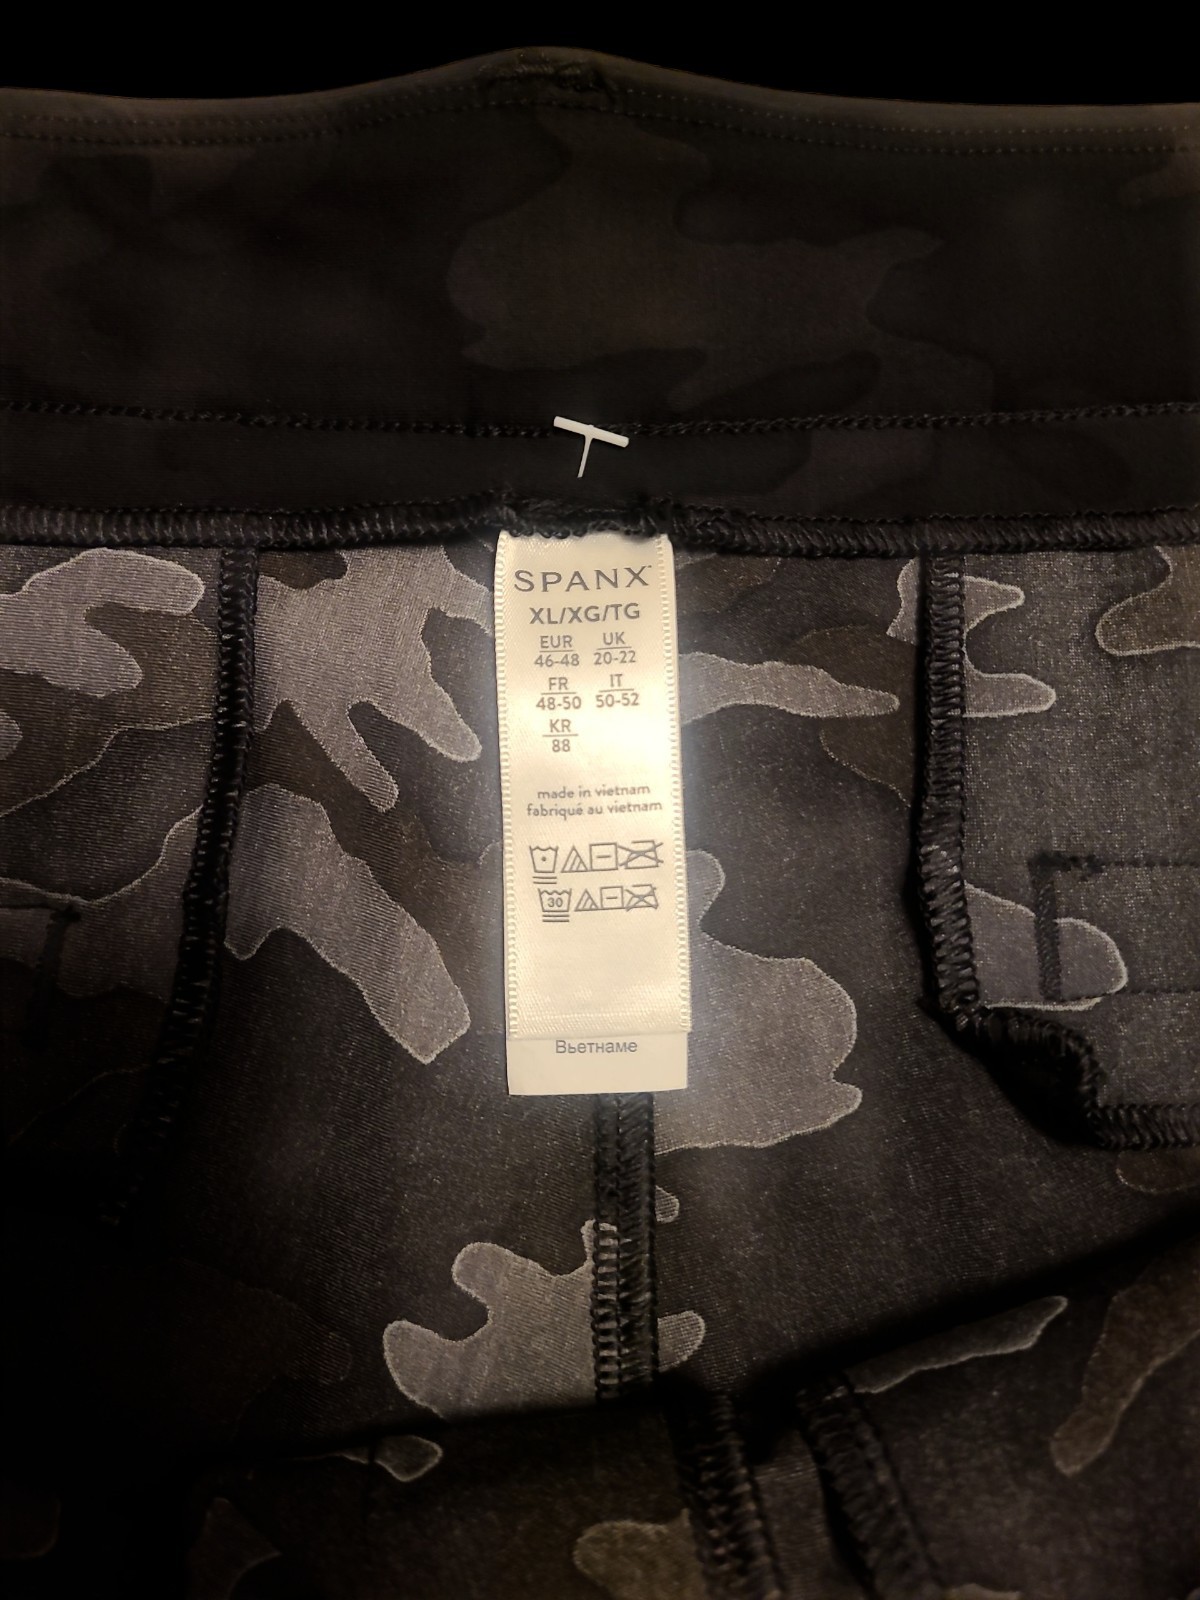 SPANX
XL/XG/TG
EUR UK
46-48 20-22
FR IT
48-50 50-52
KR
88
made in vietnam
fabriqué au vietnam
30
Вьетнаме